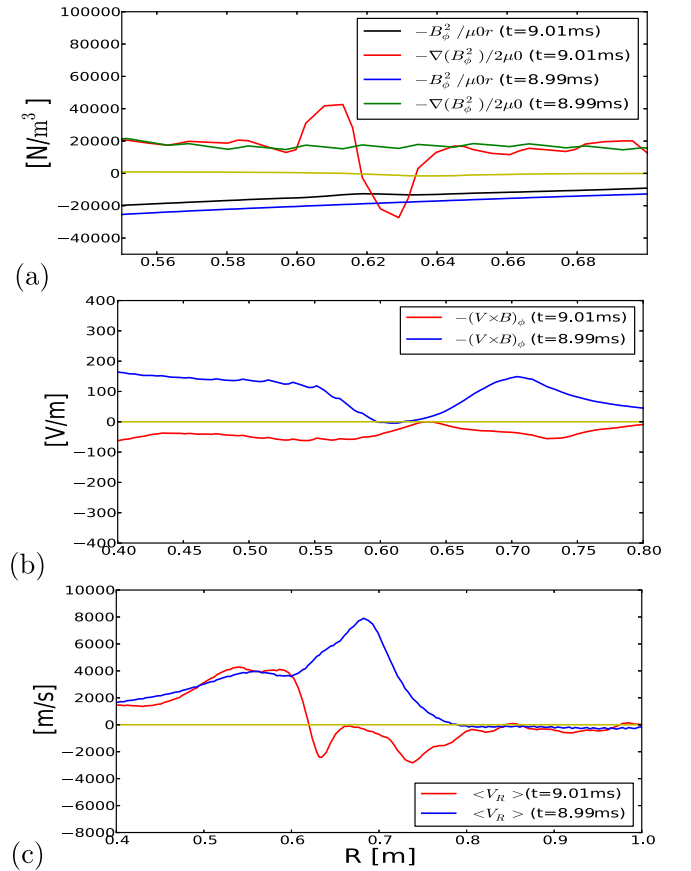 −B²ᵩ/μ0r (t=9.01ms)
−∇(B²ᵩ)/2μ0 (t=9.01ms)
−B²ᵩ/μ0r (t=8.99ms)
−∇(B²ᵩ)/2μ0 (t=8.99ms)
[N/m³]
40000
20000
0
−20000
−40000
0.56 0.58 0.60 0.62 0.64 0.66 0.68
(a)
−(V×B)ᵩ (t=9.01ms)
−(V×B)ᵩ (t=8.99ms)
[V/m]
400
300
200
100
0
−100
−200
−300
−400
0.40 0.45 0.50 0.55 0.60 0.65 0.70 0.75 0.80
(b)
[m/s]
10000
8000
6000
4000
2000
0
−2000
−4000
−6000
−8000
<V_R >(t=9.01ms)
<V_R > (t=8.99ms)
0.4 0.5 0.6 0.7 0.8 0.9 1.0
R [m]
(c)